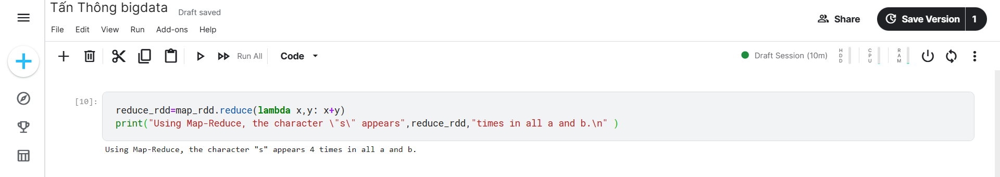 Tấn Thông bigdata Draft saved
File Edit View Run Add-ons Help
Share
Save Version 1
Run All Code
Draft Session (10m)
HDD CPU RAM
[10]:
reduce_rdd=map_rdd.reduce(lambda x,y: x+y)
print("Using Map-Reduce, the character \"s\" appears",reduce_rdd,"times in all a and b.\n" )
Using Map-Reduce, the character "s" appears 4 times in all a and b.